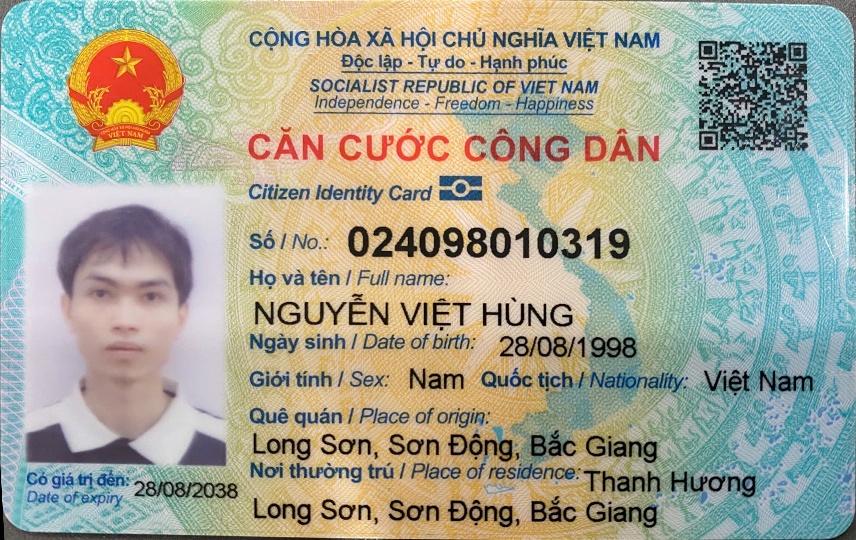 CỘNG HÒA XÃ HỘI CHỦ NGHĨA VIỆT NAM
Độc lập - Tự do - Hạnh phúc
SOCIALIST REPUBLIC OF VIET NAM
Independence - Freedom - Happiness
CĂN CƯỚC CÔNG DÂN
Citizen Identity Card
Số / No.: 024098010319
Họ và tên / Full name:
NGUYỄN VIỆT HÙNG
Ngày sinh / Date of birth: 28/08/1998
Giới tính / Sex: Nam Quốc tịch / Nationality: Việt Nam
Quê quán / Place of origin:
Long Sơn, Sơn Động, Bắc Giang
Nơi thường trú / Place of residence: Thanh Hương
Long Sơn, Sơn Động, Bắc Giang
Có giá trị đến: 28/08/2038
Date of expiry
VIỆT NAM